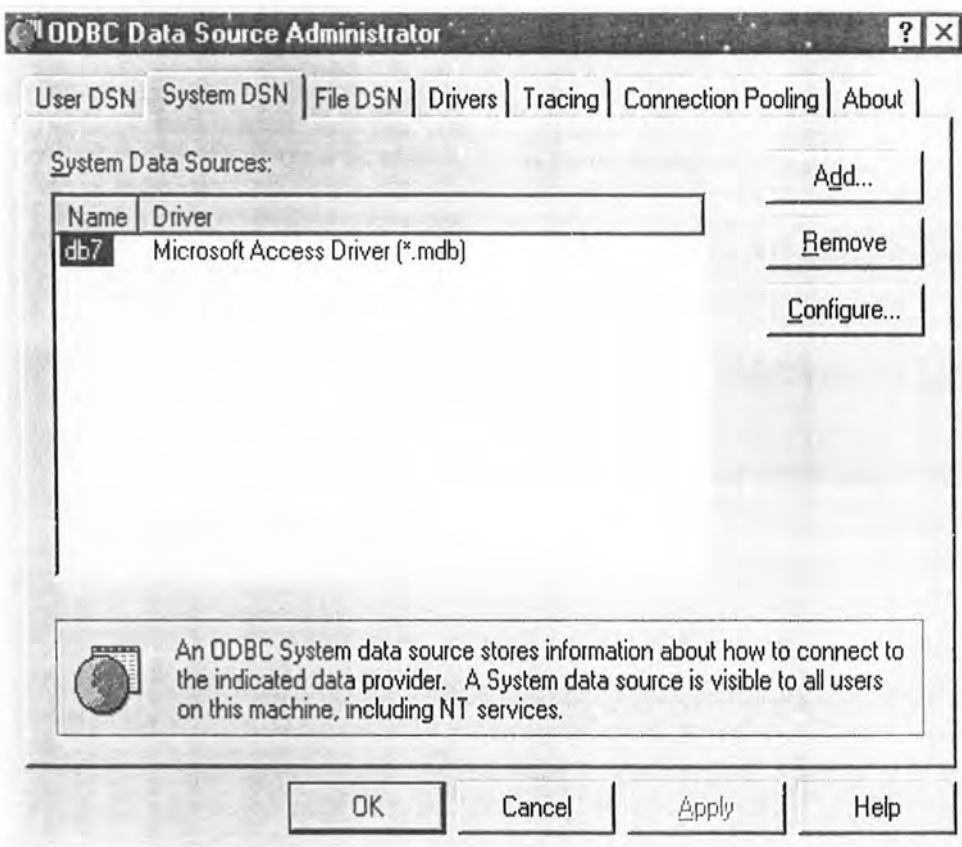 ODBC Data Source Administrator
User DSN System DSN File DSN Drivers Tracing Connection Pooling About
System Data Sources:
Name Driver
db7 Microsoft Access Driver (*.mdb)
Add...
Remove
Configure...
An ODBC System data source stores information about how to connect to
the indicated data provider. A System data source is visible to all users
on this machine, including NT services.
OK Cancel Apply Help